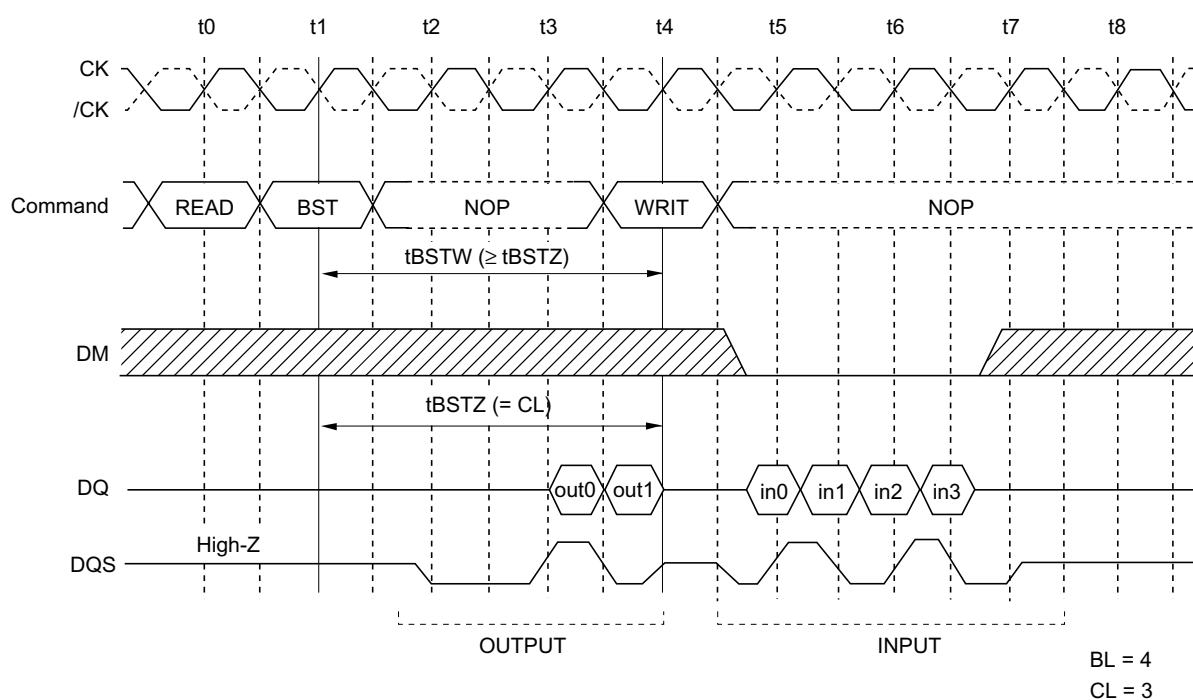 t0 t1 t2 t3 t4 t5 t6 t7 t8
CK
/CK
Command READ BST NOP WRIT NOP
tBSTW (≥ tBSTZ)
DM
tBSTZ (= CL)
DQ out0 out1 in0 in1 in2 in3
High-Z
DQS
OUTPUT INPUT
BL = 4
CL = 3